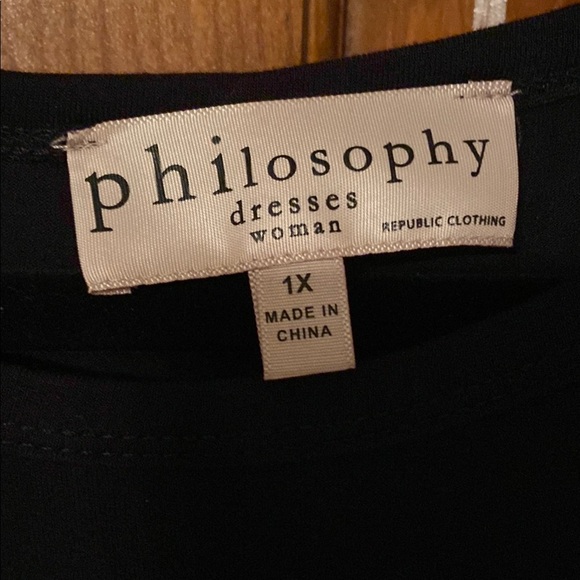 philosophy
dresses
woman
REPUBLIC CLOTHING
1X
MADE IN
CHINA